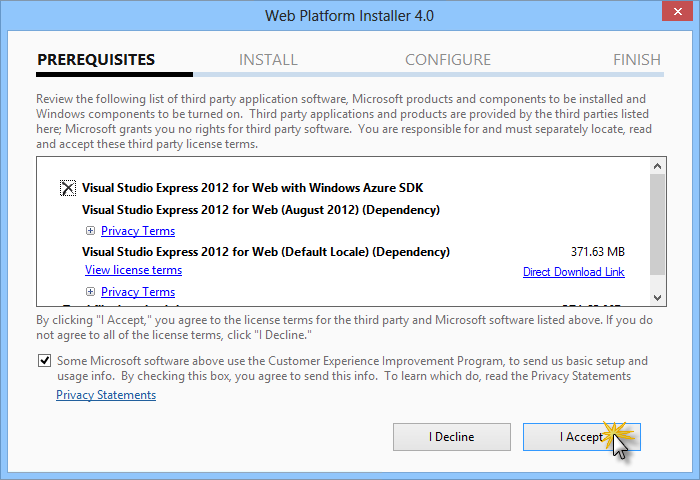 Web Platform Installer 4.0
PREREQUISITES INSTALL CONFIGURE FINISH
Review the following list of third party application software, Microsoft products and components to be installed and
Windows components to be turned on. Third party applications and products are provided by the third parties listed
here; Microsoft grants you no rights for third party software. You are responsible for and must separately locate, read
and accept these third party license terms.
Visual Studio Express 2012 for Web with Windows Azure SDK
Visual Studio Express 2012 for Web (August 2012) (Dependency)
Privacy Terms
Visual Studio Express 2012 for Web (Default Locale) (Dependency) 371.63 MB
View license terms Direct Download Link
Privacy Terms
By clicking "I Accept," you agree to the license terms for the third party and Microsoft software listed above. If you do
not agree to all of the license terms, click "I Decline."
Some Microsoft software above use the Customer Experience Improvement Program, to send us basic setup and
usage info. By checking this box, you agree to send this info. To learn which do, read the Privacy Statements
Privacy Statements
I Decline I Accept